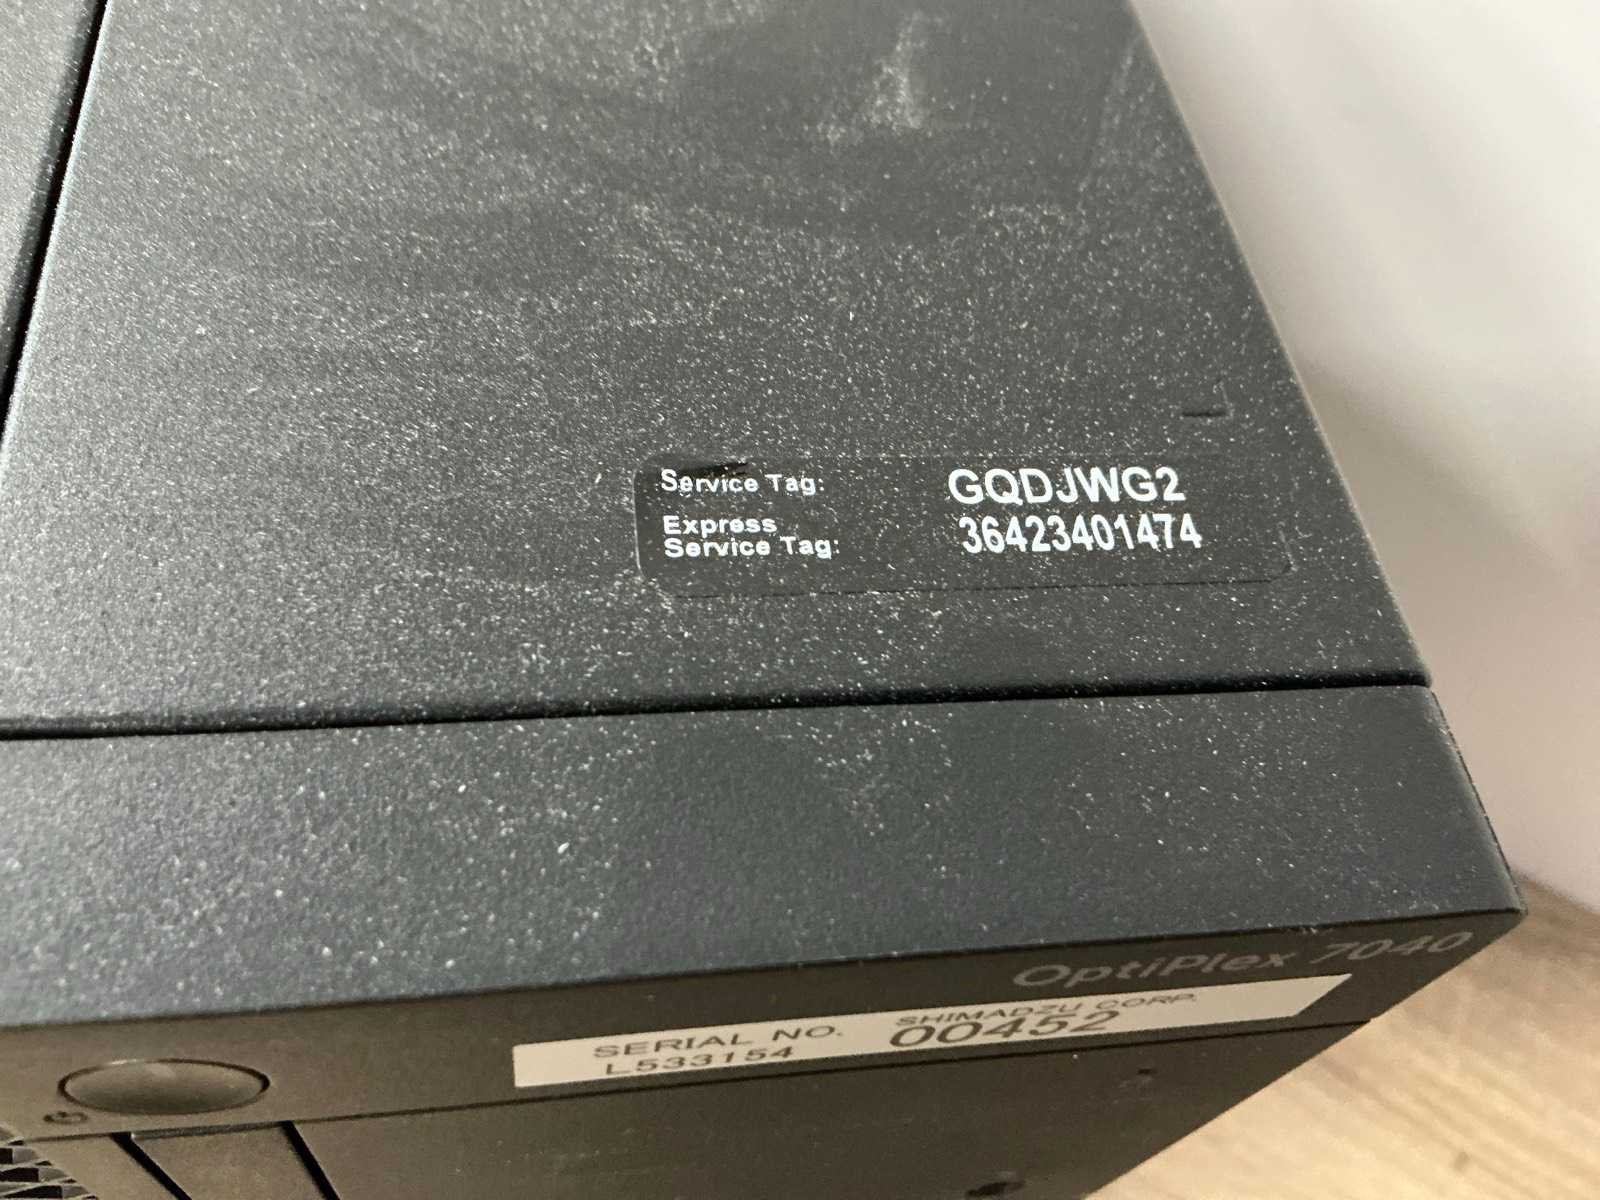 Service Tag: GQDJWG2
Express
Service Tag: 36423401474
OptiPlex 7040
SERIAL NO. SHIMADZU CORP.
L533154 00452